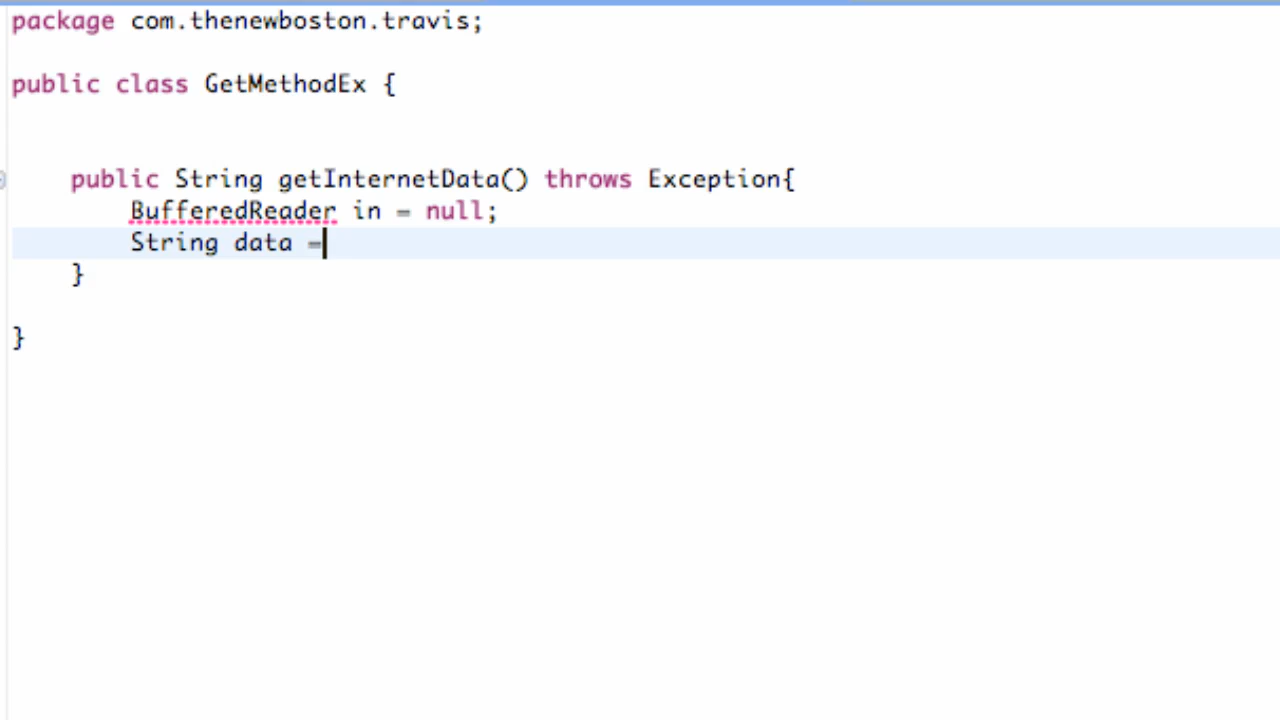 package com.thenewboston.travis;
public class GetMethodEx {
public String getInternetData() throws Exception{
BufferedReader in = null;
String data =
}
}